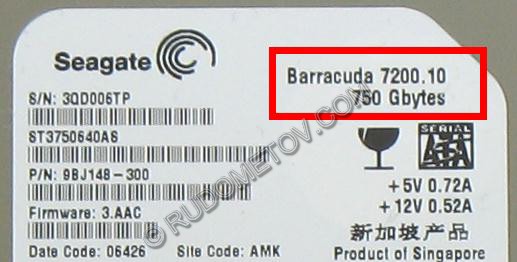 Seagate
Barracuda 7200.10
750 Gbytes
S/N: 3QD006TP
ST3750640AS
P/N: 9BJ148-300
Firmware: 3.AAC
Date Code: 06426 Site Code: AMK
SERIAL
ATA
+5V 0.72A
+12V 0.52A
新加坡产品
Product of Singapore
© RUDOMETOV.COM